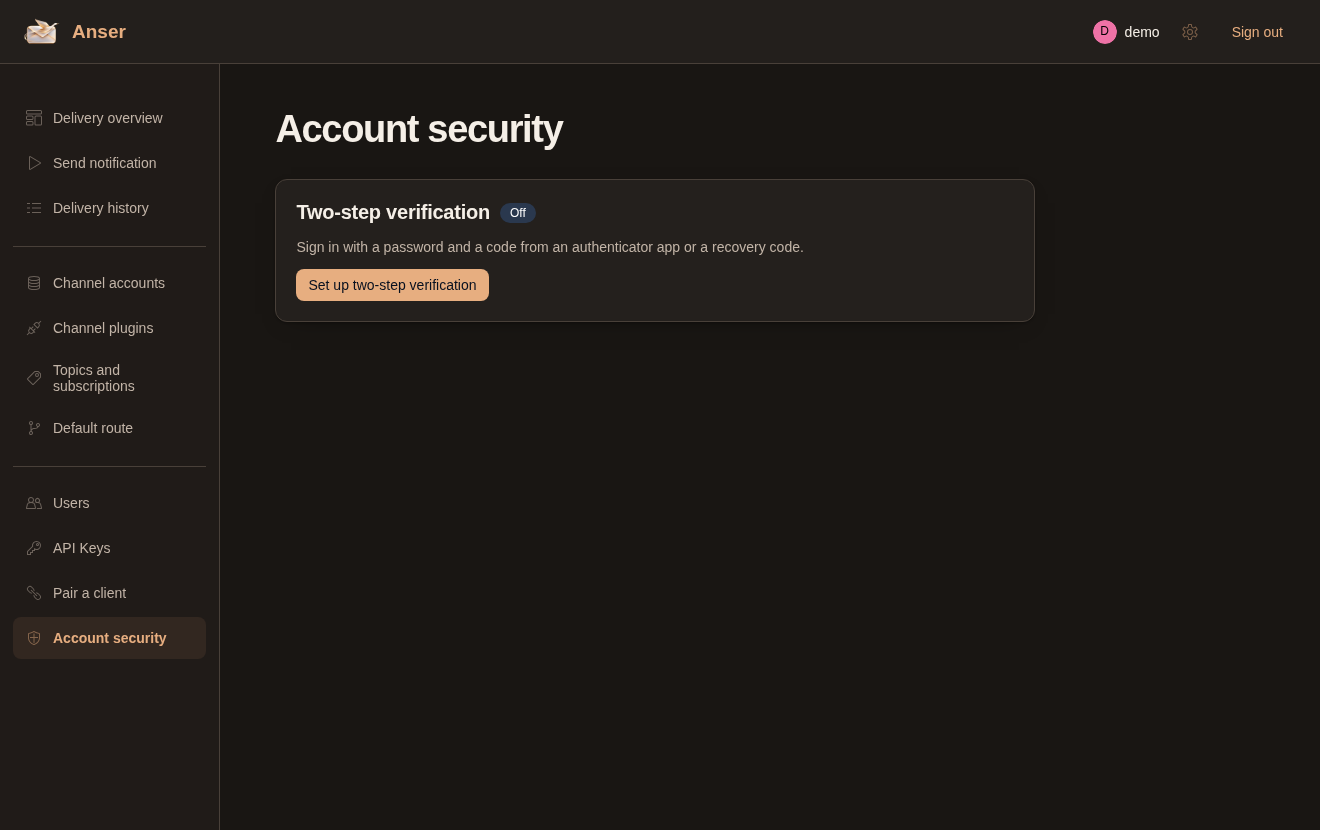 Anser
D demo
Sign out
Delivery overview
Send notification
Delivery history
Channel accounts
Channel plugins
Topics and
subscriptions
Default route
Users
API Keys
Pair a client
Account security
Account security
Two-step verification Off
Sign in with a password and a code from an authenticator app or a recovery code.
Set up two-step verification